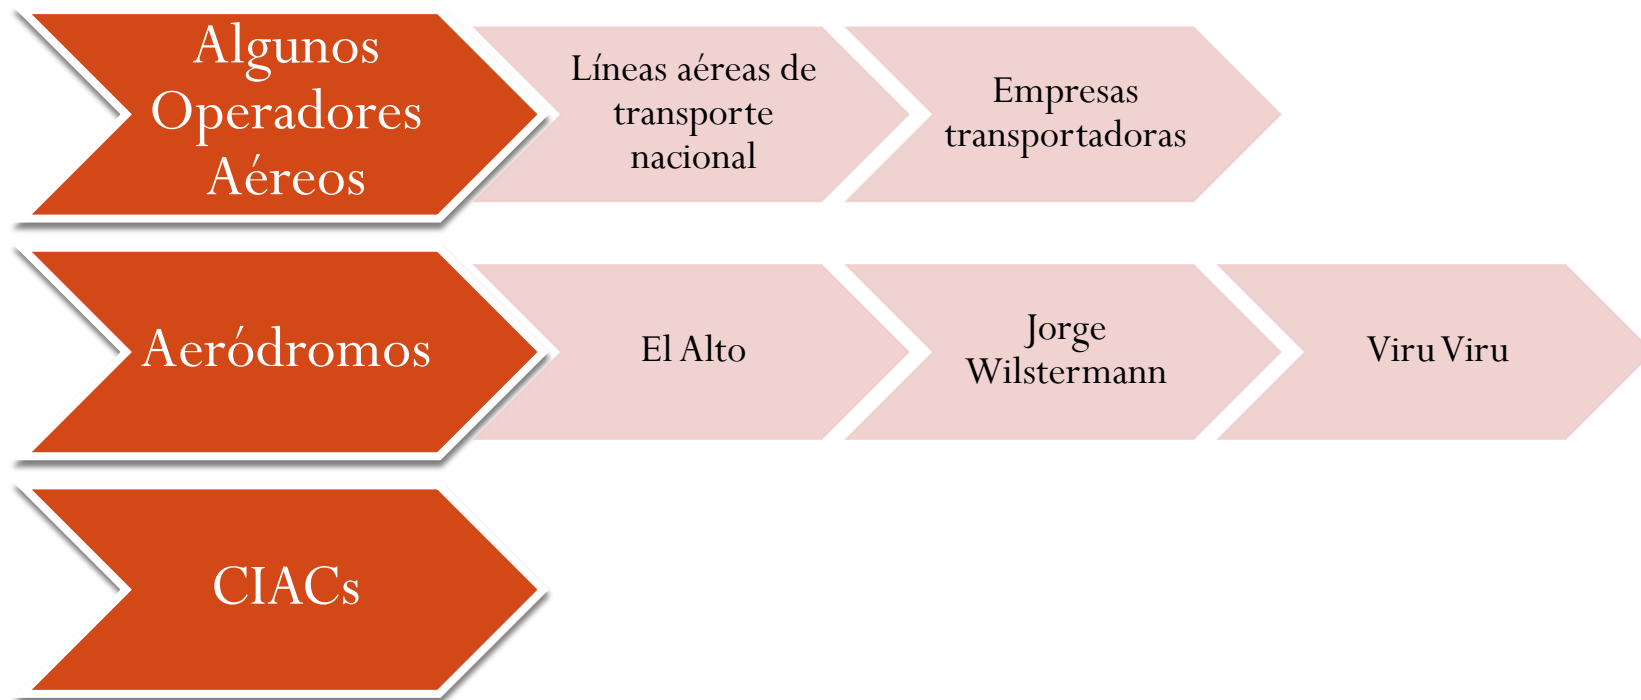 Algunos
Operadores
Aéreos
Líneas aéreas de
transporte
nacional
Empresas
transportadoras
Aeródromos
El Alto
Jorge
Wilstermann
Viru Viru
CIACs